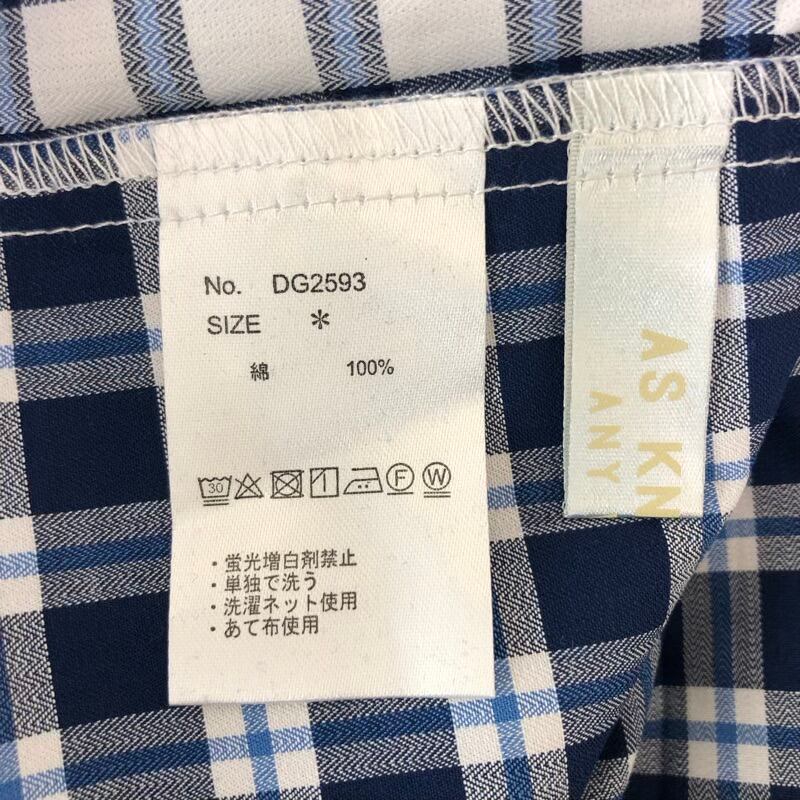 No. DG2593
SIZE *
綿 100%
30 F W
・蛍光増白剤禁止
・単独で洗う
・洗濯ネット使用
・あて布使用
AS KN
ANY